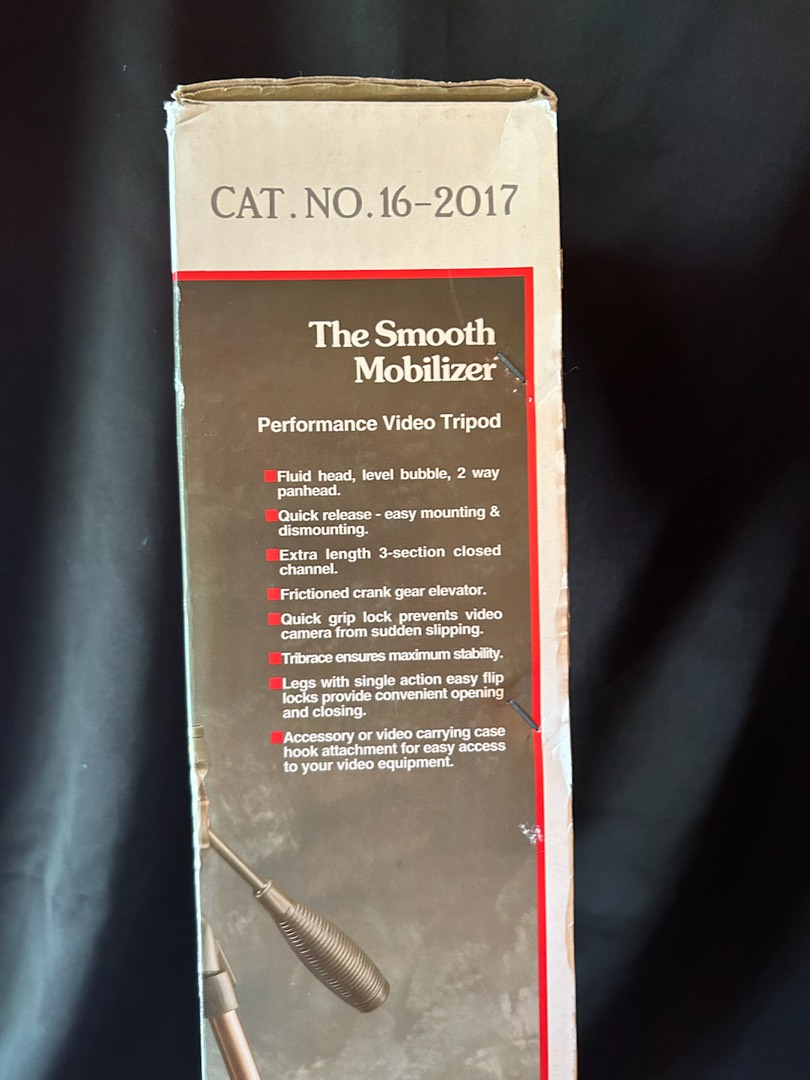 CAT.NO.16-2017
The Smooth
Mobilizer
Performance Video Tripod
Fluid head, level bubble, 2 way
panhead.
Quick release - easy mounting &
dismounting.
Extra length 3-section closed
channel.
Frictioned crank gear elevator.
Quick grip lock prevents video
camera from sudden slipping.
Tribrace ensures maximum stability.
Legs with single action easy flip
locks provide convenient opening
and closing.
Accessory or video carrying case
hook attachment for easy access
to your video equipment.